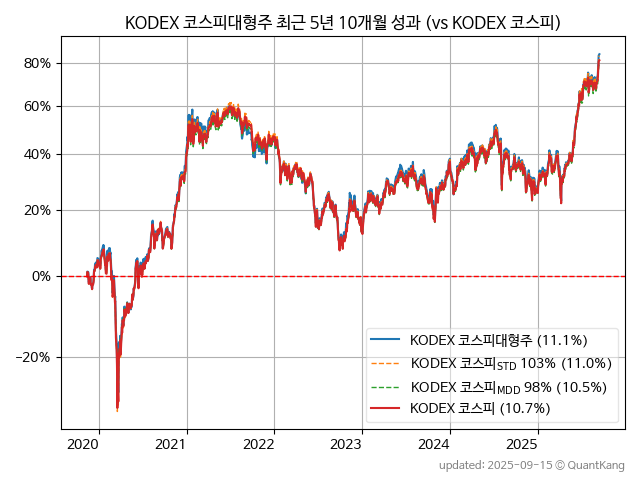 KODEX 코스피대형주 최근 5년 10개월 성과 (vs KODEX 코스피)
80%
60%
40%
20%
0%
−20%
KODEX 코스피대형주 (11.1%)
KODEX 코스피STD 103% (11.0%)
KODEX 코스피MDD 98% (10.5%)
KODEX 코스피 (10.7%)
2020 2021 2022 2023 2024 2025
updated: 2025-09-15 © QuantKang